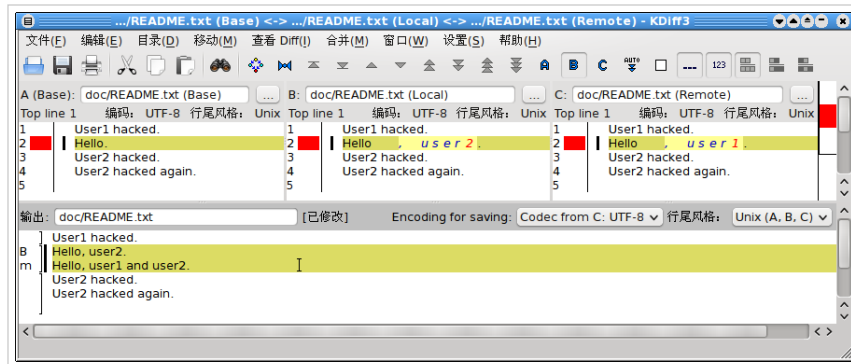 .../README.txt (Base) <-> .../README.txt (Local) <-> .../README.txt (Remote) - KDiff3
文件(F) 编辑(E) 目录(D) 移动(M) 查看 Diff(I) 合并(M) 窗口(W) 设置(S) 帮助(H)
A B C AUTO 123
A (Base): doc/README.txt (Base) ... B: doc/README.txt (Local) ... C: doc/README.txt (Remote) ...
Top line 1 编码: UTF-8 行尾风格: Unix Top line 1 编码: UTF-8 行尾风格: Unix Top line 1 编码: UTF-8 行尾风格: Unix
1 User1 hacked. 1 User1 hacked. 1 User1 hacked.
2 Hello. 2 Hello, user2. 2 Hello, user1.
3 User2 hacked. 3 User2 hacked. 3 User2 hacked.
4 User2 hacked again. 4 User2 hacked again. 4 User2 hacked again.
5 5 5
输出: doc/README.txt [已修改] Encoding for saving: Codec from C: UTF-8 行尾风格: Unix (A, B, C)
User1 hacked.
B Hello, user2.
m Hello, user1 and user2.
User2 hacked.
User2 hacked again.